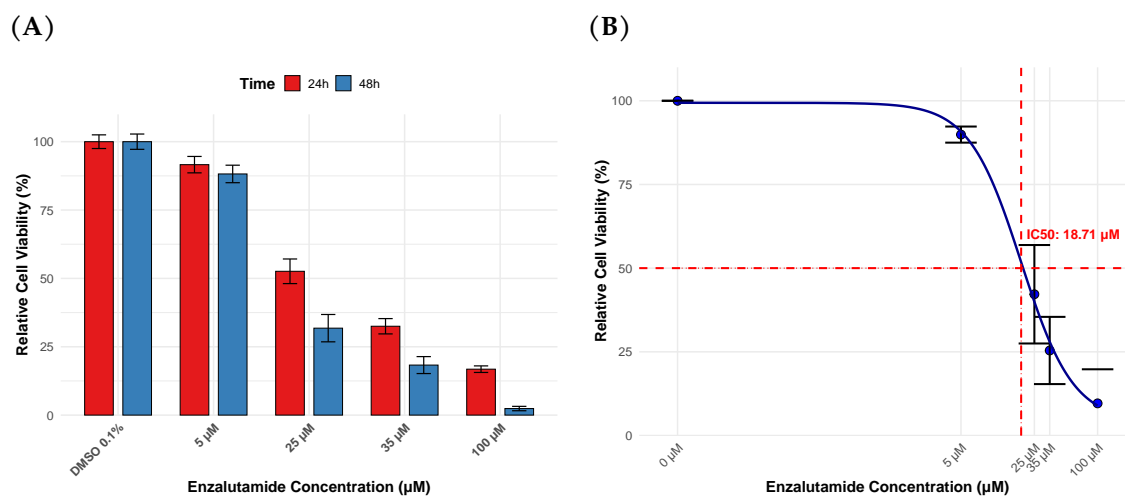 (A)
Time 24h 48h
Relative Cell Viability (%)
100
75
50
25
0
DMSO 0.1%
5 µM
25 µM
35 µM
100 µM
Enzalutamide Concentration (µM)
(B)
Relative Cell Viability (%)
100
75
50
25
0
IC50: 18.71 µM
0 µM
5 µM
25 µM
35 µM
100 µM
Enzalutamide Concentration (µM)